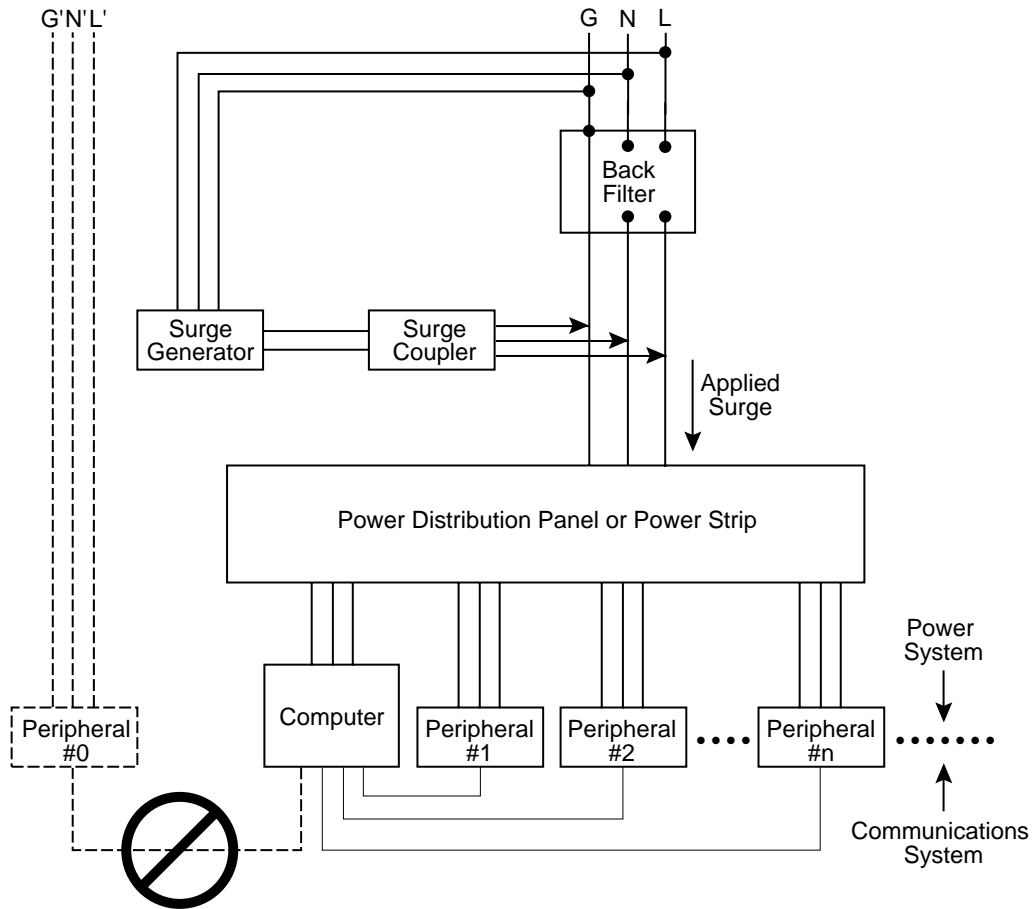 G' N' L'
G N L
Back
Filter
Surge
Generator
Surge
Coupler
Applied
Surge
Power Distribution Panel or Power Strip
Power
System
Peripheral
#0
Computer
Peripheral
#1
Peripheral
#2
Peripheral
#n
Communications
System